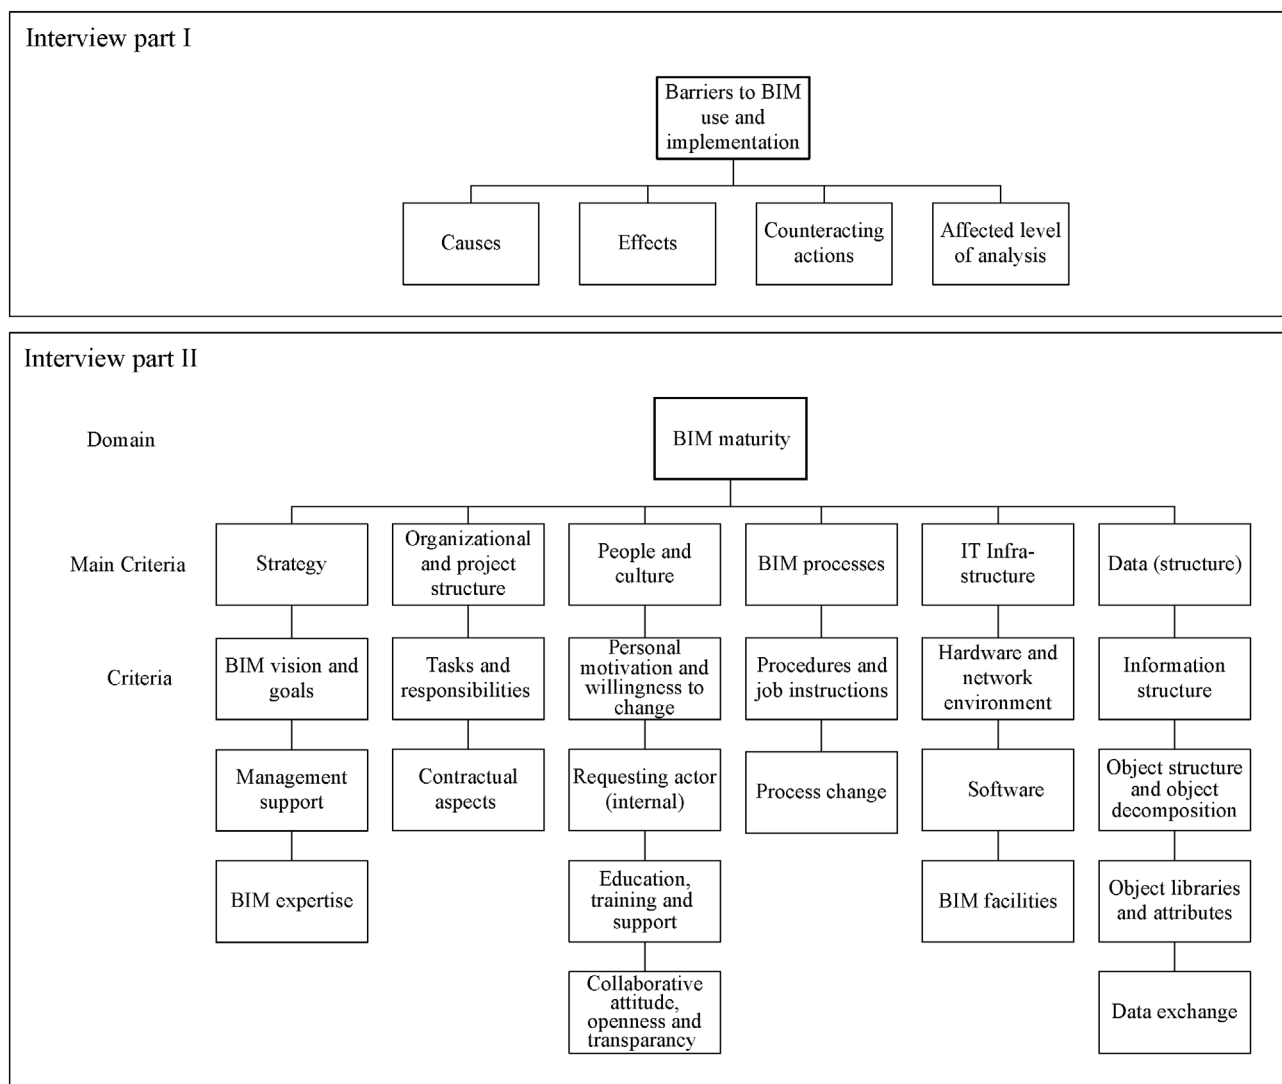 Interview part I
Barriers to BIM
use and
implementation
Causes
Effects
Counteracting
actions
Affected level
of analysis
Interview part II
Domain
BIM maturity
Main Criteria
Strategy
Organizational
and project
structure
People and
culture
BIM processes
IT Infra-
structure
Data (structure)
Criteria
BIM vision and
goals
Tasks and
responsibilities
Personal
motivation and
willingness to
change
Procedures and
job instructions
Hardware and
network
environment
Information
structure
Management
support
Contractual
aspects
Requesting actor
(internal)
Process change
Software
Object structure
and object
decomposition
BIM expertise
Education,
training and
support
BIM facilities
Object libraries
and attributes
Collaborative
attitude,
openness and
transparancy
Data exchange